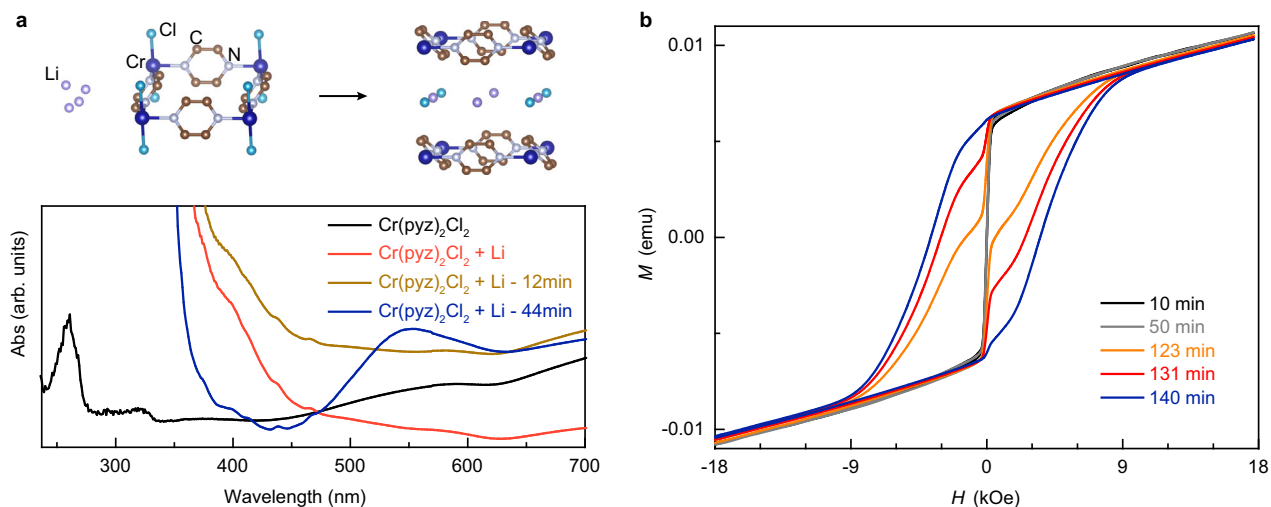 a
Cl
C
N
Cr
Li
Abs (arb. units)
Cr(pyz)₂Cl₂
Cr(pyz)₂Cl₂ + Li
Cr(pyz)₂Cl₂ + Li - 12min
Cr(pyz)₂Cl₂ + Li - 44min
300
400
500
600
700
Wavelength (nm)
b
M (emu)
0.01
0.00
-0.01
10 min
50 min
123 min
131 min
140 min
-18
-9
0
9
18
H (kOe)